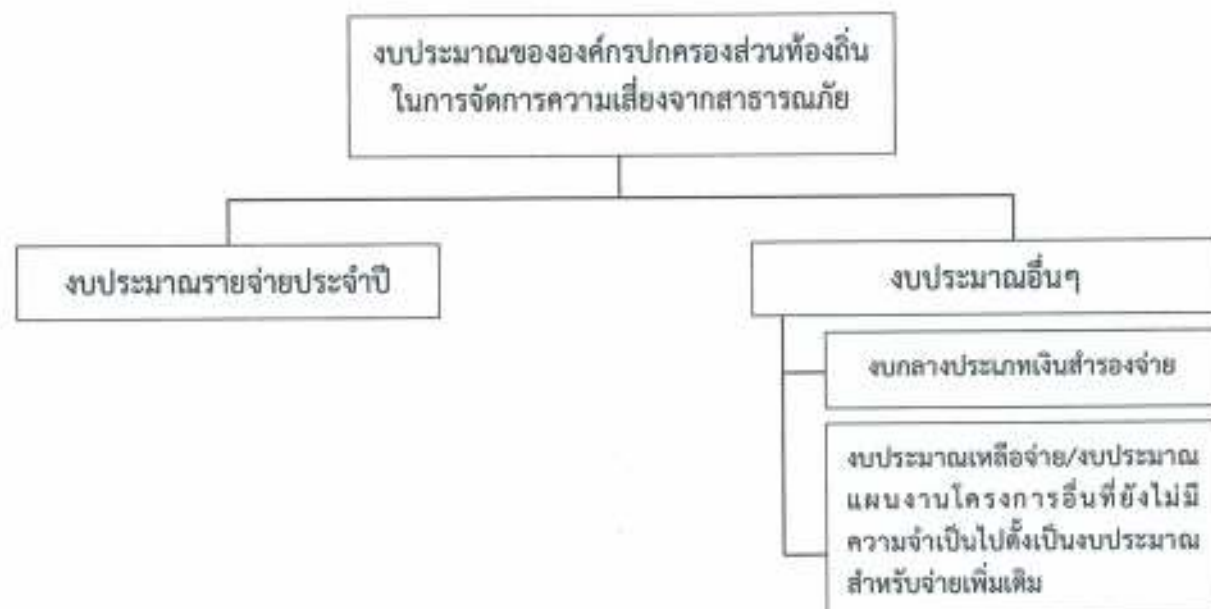 งบประมาณขององค์กรปกครองส่วนท้องถิ่น
ในการจัดการความเสี่ยงจากสาธารณภัย
งบประมาณรายจ่ายประจำปี
งบประมาณอื่นๆ
งบกลางประเภทเงินสำรองจ่าย
งบประมาณเหลือจ่าย/งบประมาณ
แผนงานโครงการอื่นที่ยังไม่มี
ความจำเป็นไปตั้งเป็นงบประมาณ
สำหรับจ่ายเพิ่มเติม